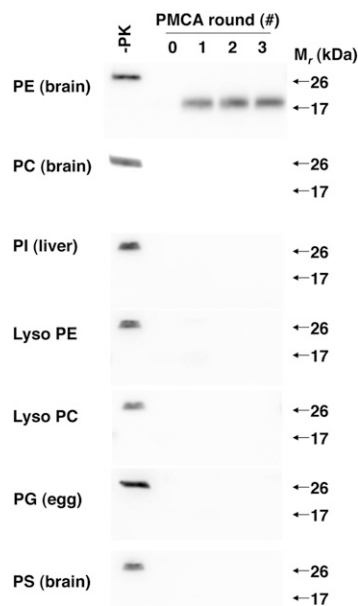 PMCA round (#)
-PK 0 1 2 3 Mr (kDa)
PE (brain) ←26
←17
PC (brain) ←26
←17
PI (liver) ←26
←17
Lyso PE ←26
←17
Lyso PC ←26
←17
PG (egg) ←26
←17
PS (brain) ←26
←17